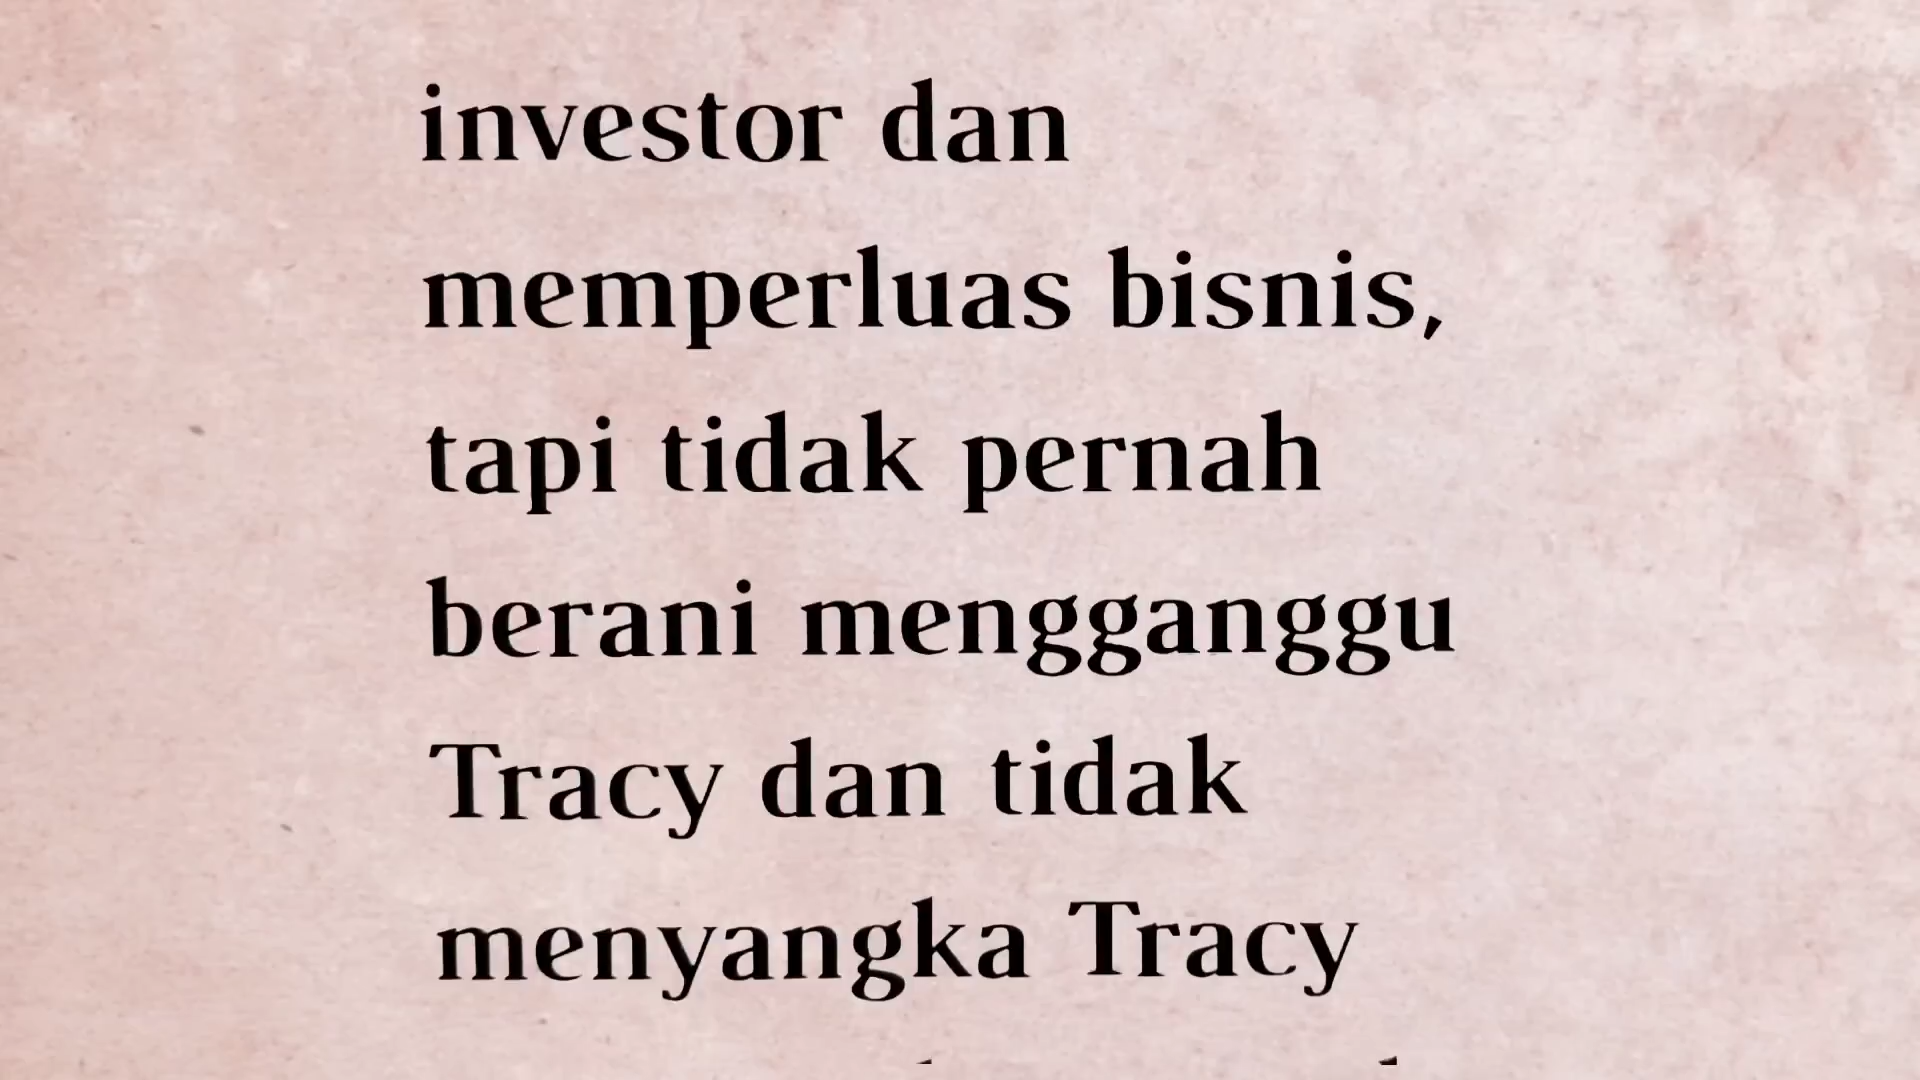 investor dan
memperluas bisnis,
tapi tidak pernah
berani mengganggu
Tracy dan tidak
menyangka Tracy